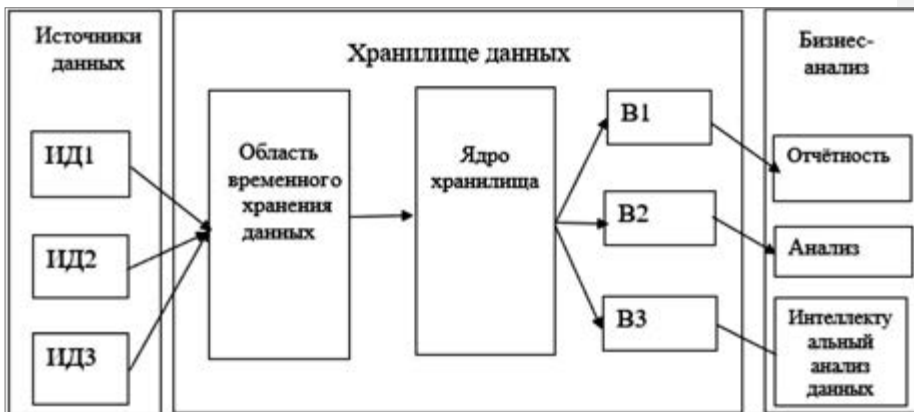 Источники
данных
ИД1
ИД2
ИД3
Хранилище данных
Область
временного
хранения
данных
Ядро
хранилища
В1
В2
В3
Бизнес-
анализ
Отчётность
Анализ
Интеллекту
альный
анализ
данных